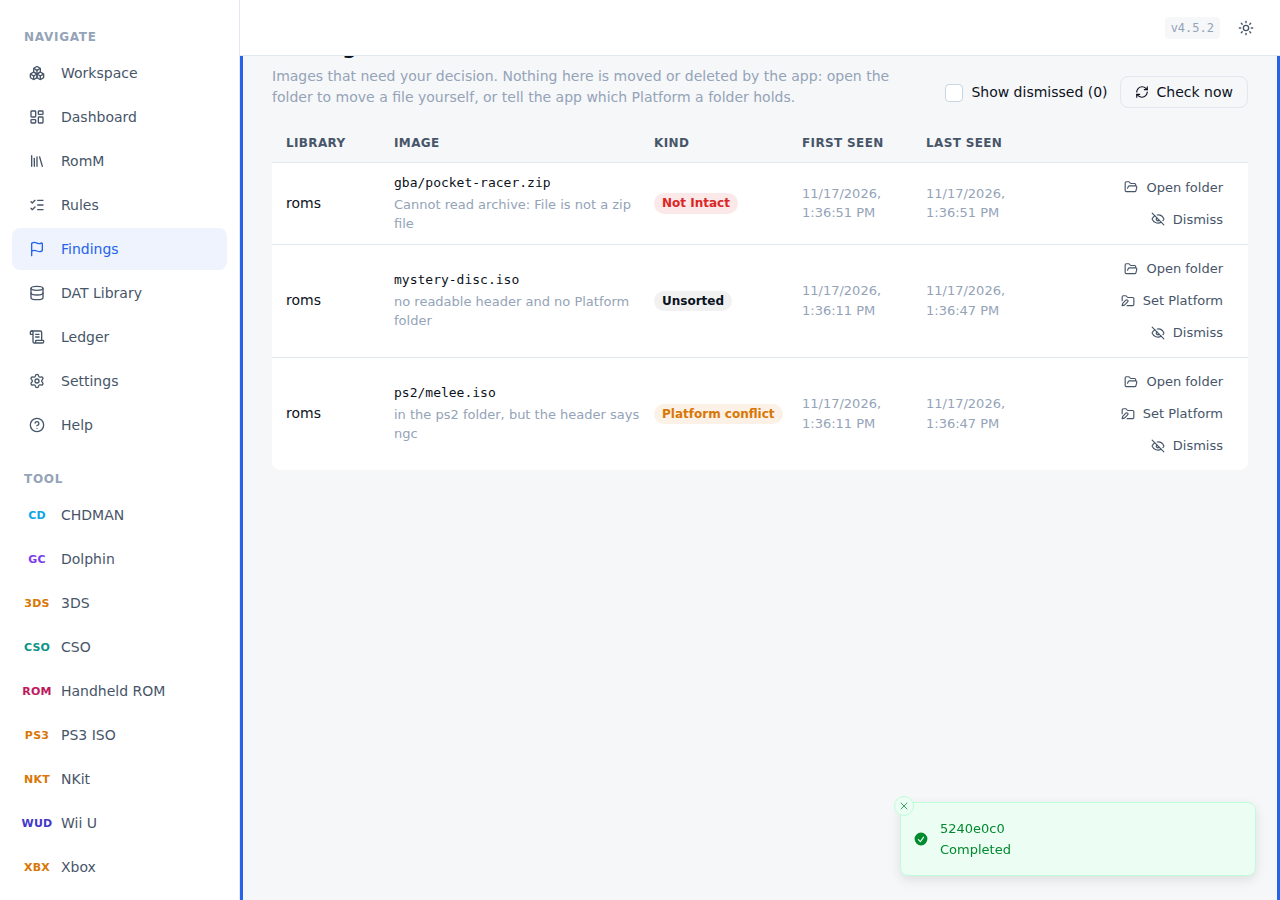 NAVIGATE
Workspace
Dashboard
RomM
Rules
Findings
DAT Library
Ledger
Settings
Help
TOOL
CD CHDMAN
GC Dolphin
3DS 3DS
CSO CSO
ROM Handheld ROM
PS3 PS3 ISO
NKT NKit
WUD Wii U
XBX Xbox
v4.5.2
Images that need your decision. Nothing here is moved or deleted by the app: open the
folder to move a file yourself, or tell the app which Platform a folder holds.
Show dismissed (0)
Check now
LIBRARY IMAGE KIND FIRST SEEN LAST SEEN
roms
gba/pocket-racer.zip
Cannot read archive: File is not a zip
file
Not Intact
11/17/2026,
1:36:51 PM
11/17/2026,
1:36:51 PM
Open folder
Dismiss
roms
mystery-disc.iso
no readable header and no Platform
folder
Unsorted
11/17/2026,
1:36:11 PM
11/17/2026,
1:36:47 PM
Open folder
Set Platform
Dismiss
roms
ps2/melee.iso
in the ps2 folder, but the header says
ngc
Platform conflict
11/17/2026,
1:36:11 PM
11/17/2026,
1:36:47 PM
Open folder
Set Platform
Dismiss
5240e0c0
Completed